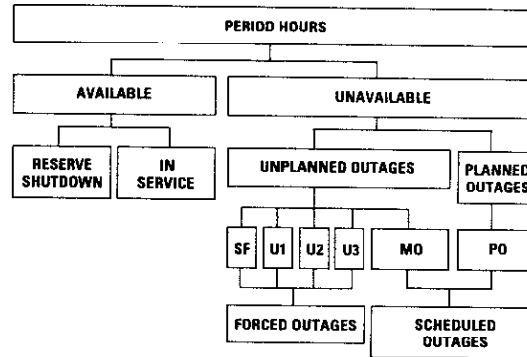 PERIOD HOURS
AVAILABLE
UNAVAILABLE
RESERVE
SHUTDOWN
IN
SERVICE
UNPLANNED OUTAGES
PLANNED
OUTAGES
SF
U1
U2
U3
MO
PO
FORCED OUTAGES
SCHEDULED
OUTAGES